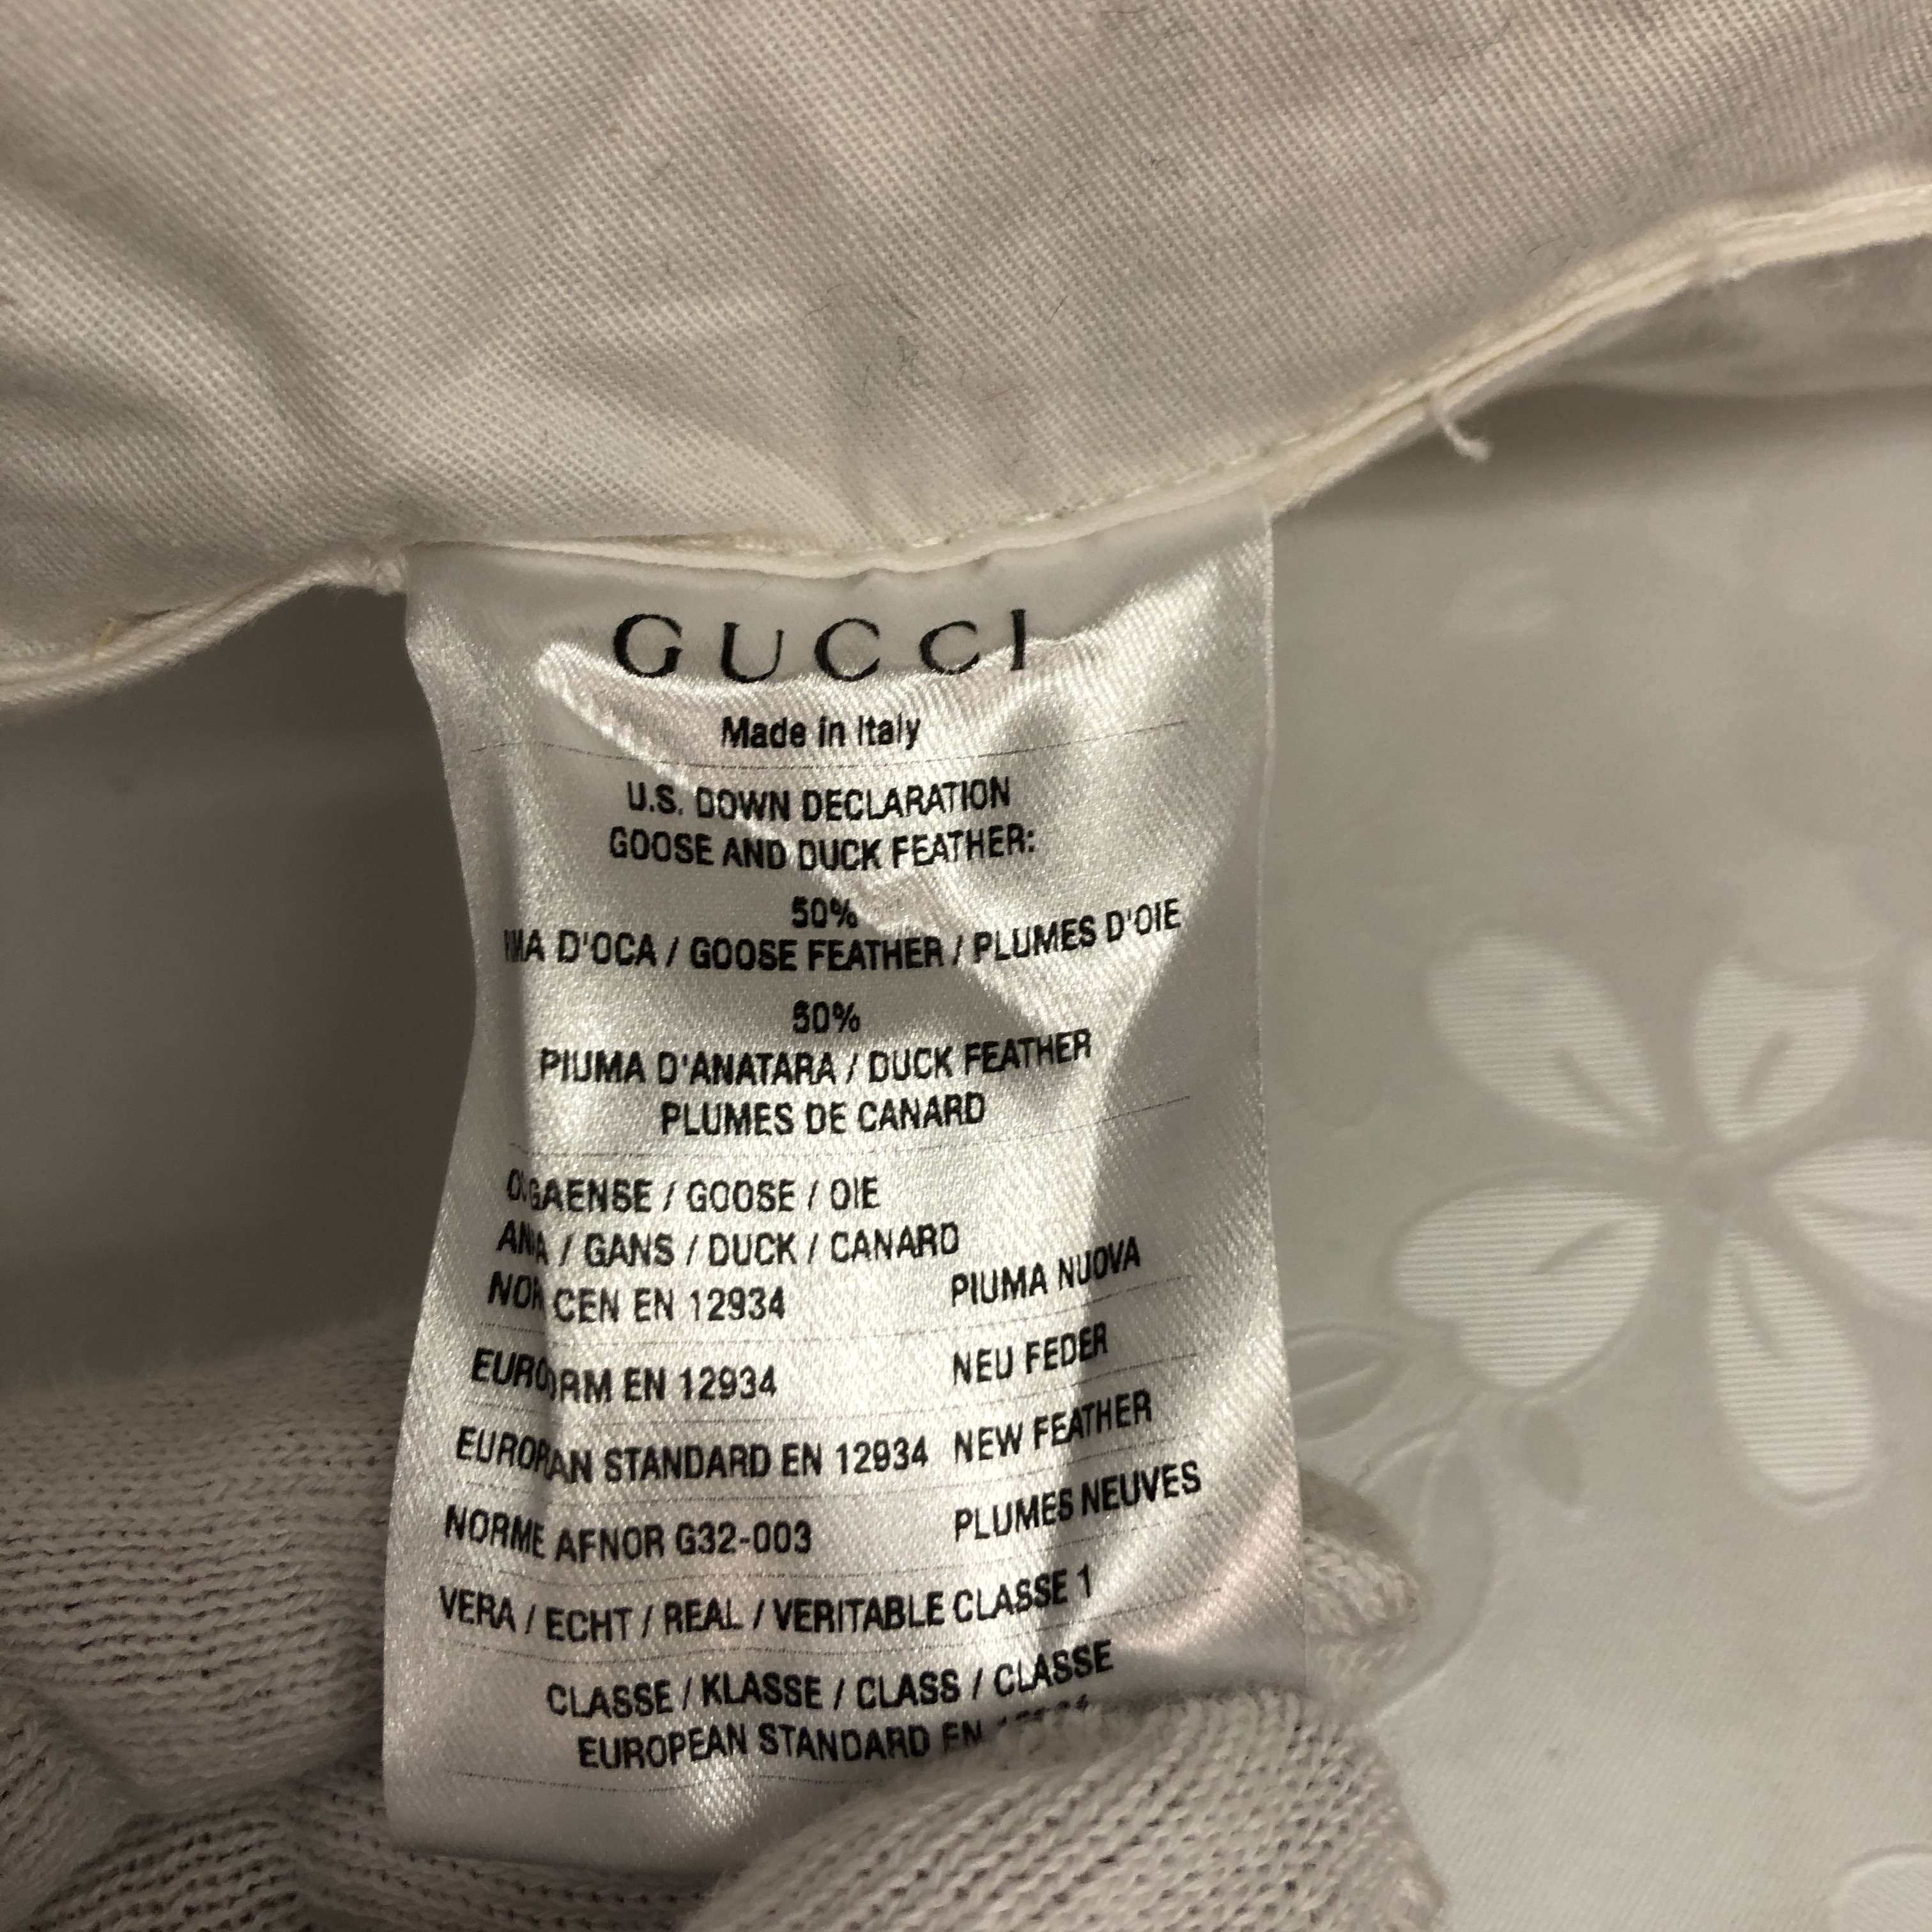 GUCCI
Made in Italy
U.S. DOWN DECLARATION
GOOSE AND DUCK FEATHER:
50%
D'OCA / GOOSE FEATHER / PLUMES D'OIE
50%
PIUMA D'ANATARA / DUCK FEATHER
PLUMES DE CANARD
GAENSE / GOOSE / OIE
/ GANS / DUCK / CANARD
CEN EN 12934 PIUMA NUOVA
EN 12934 NEU FEDER
STANDARD EN 12934 NEW FEATHER
NORME AFNOR G32-003 PLUMES NEUVES
VERA / ECHT / REAL / VERITABLE CLASSE 1
CLASSE / KLASSE / CLASS / CLASSE
EUROPEAN STANDARD EN